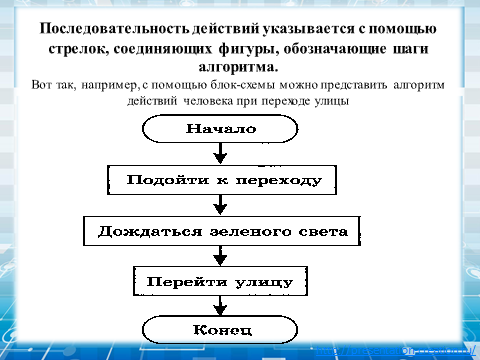 Последовательность действий указывается с помощью
стрелок, соединяющих фигуры, обозначающие шаги
алгоритма.
Вот так, например, с помощью блок-схемы можно представить алгоритм
действий человека при переходе улицы
Начало
Подойти к переходу
Дождаться зеленого света
Перейти улицу
Конец